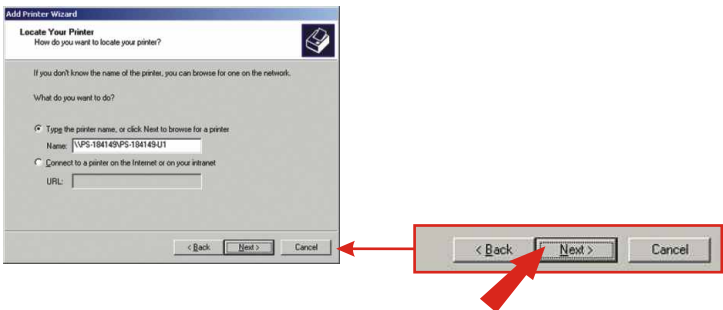 Add Printer Wizard
Locate Your Printer
How do you want to locate your printer?
If you don't know the name of the printer, you can browse for one on the network.
What do you want to do?
Type the printer name, or click Next to browse for a printer
Name: \\PS-184149\PS-184149-U1
Connect to a printer on the Internet or on your intranet
URL:
< Back Next > Cancel
< Back Next > Cancel